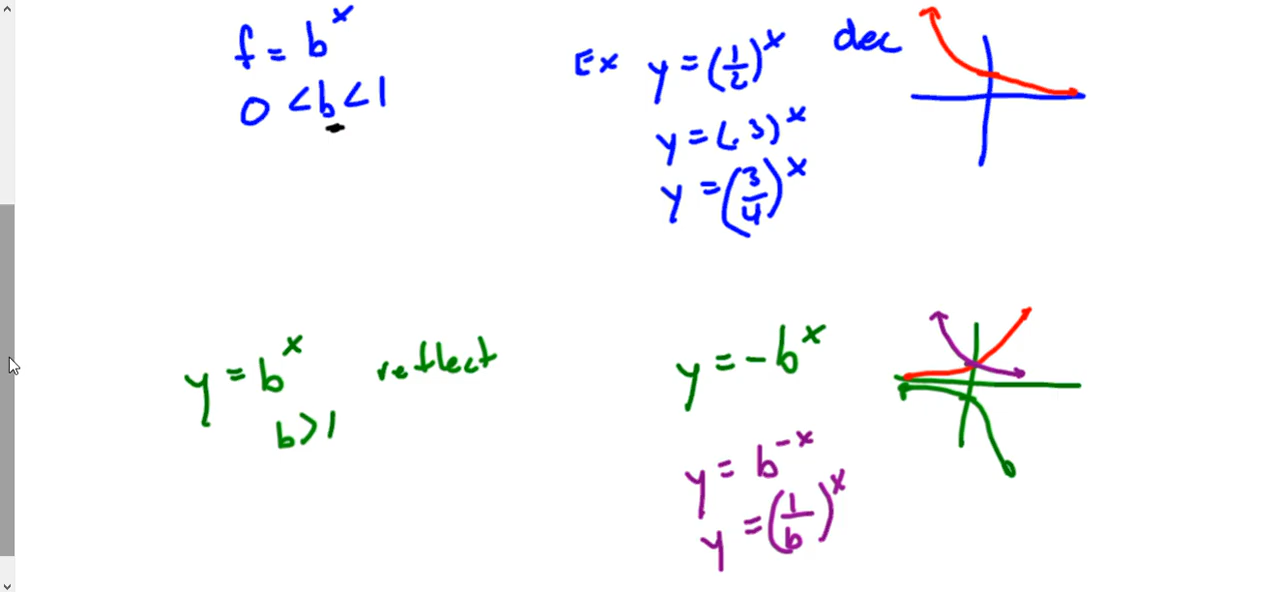 f = b^x
0 < b < 1
Ex y = (1/2)^x dec
y = (.3)^x
y = (3/4)^x
y = b^x reflect
b > 1
y = -b^x
y = b^-x
y = (1/b)^x